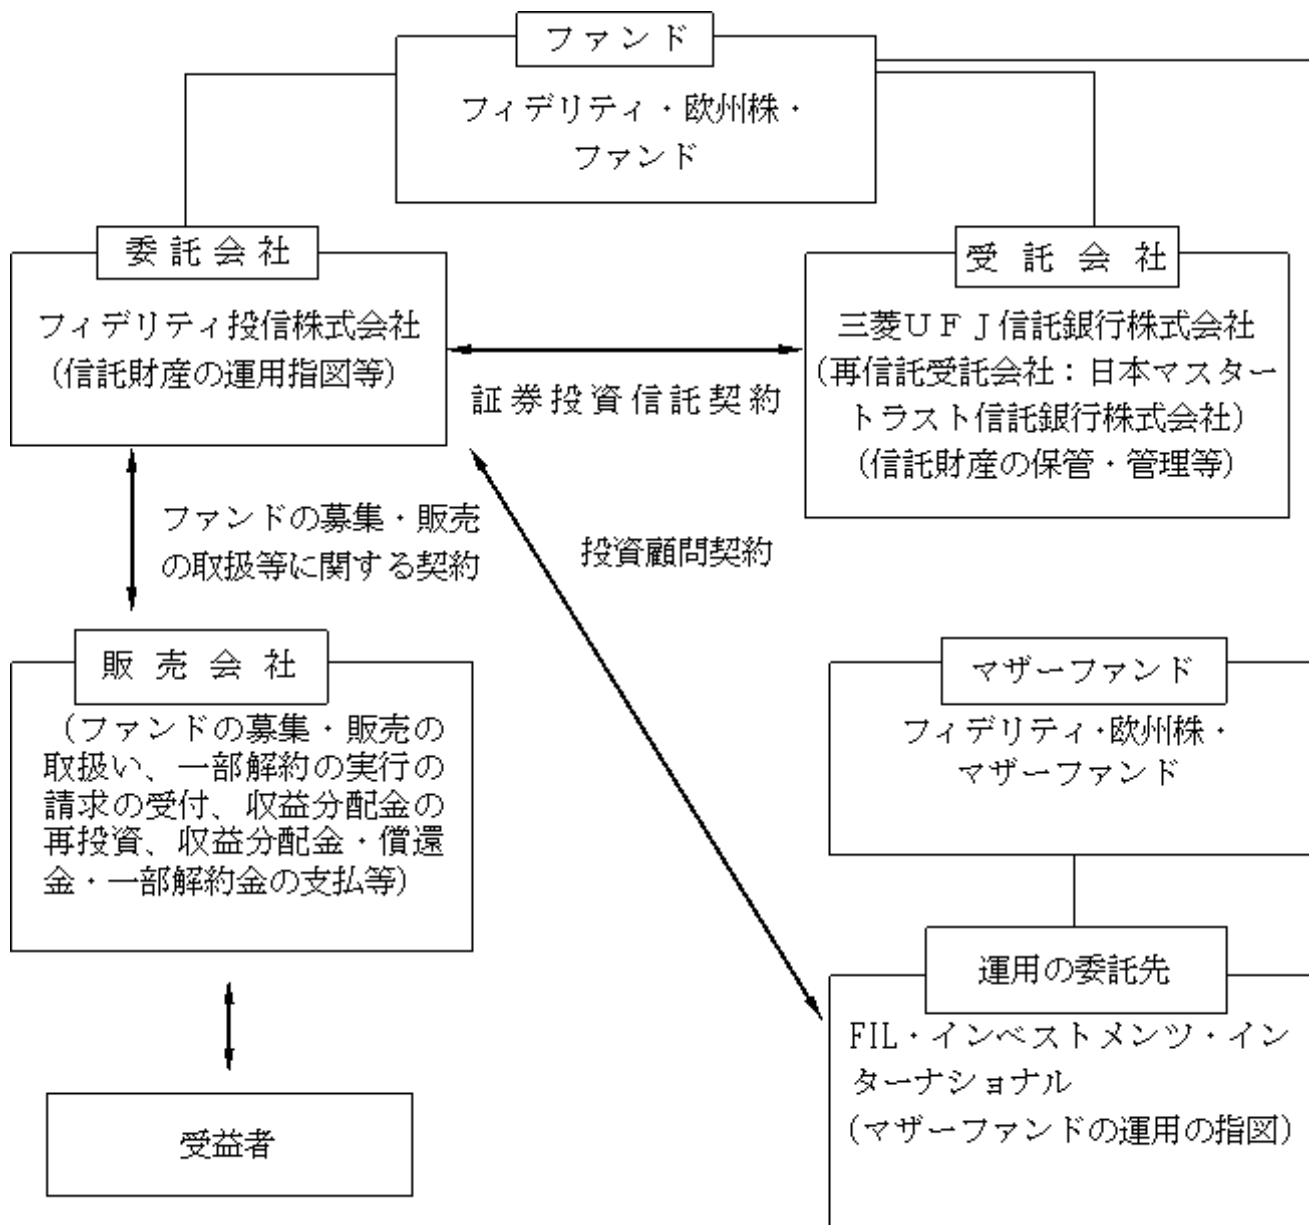 ファンド
フィデリティ・欧州株・
ファンド
委託会社
フィデリティ投信株式会社
(信託財産の運用指図等)
受託会社
三菱UFJ信託銀行株式会社
(再信託受託会社:日本マスター
トラスト信託銀行株式会社)
(信託財産の保管・管理等)
証券投資信託契約
ファンドの募集・販売
の取扱等に関する契約
投資顧問契約
販売会社
(ファンドの募集・販売の
取扱い、一部解約の実行の
請求の受付、収益分配金の
再投資、収益分配金・償還
金・一部解約金の支払等)
マザーファンド
フィデリティ・欧州株・
マザーファンド
運用の委託先
FIL・インベストメンツ・イン
ターナショナル
(マザーファンドの運用の指図)
受益者